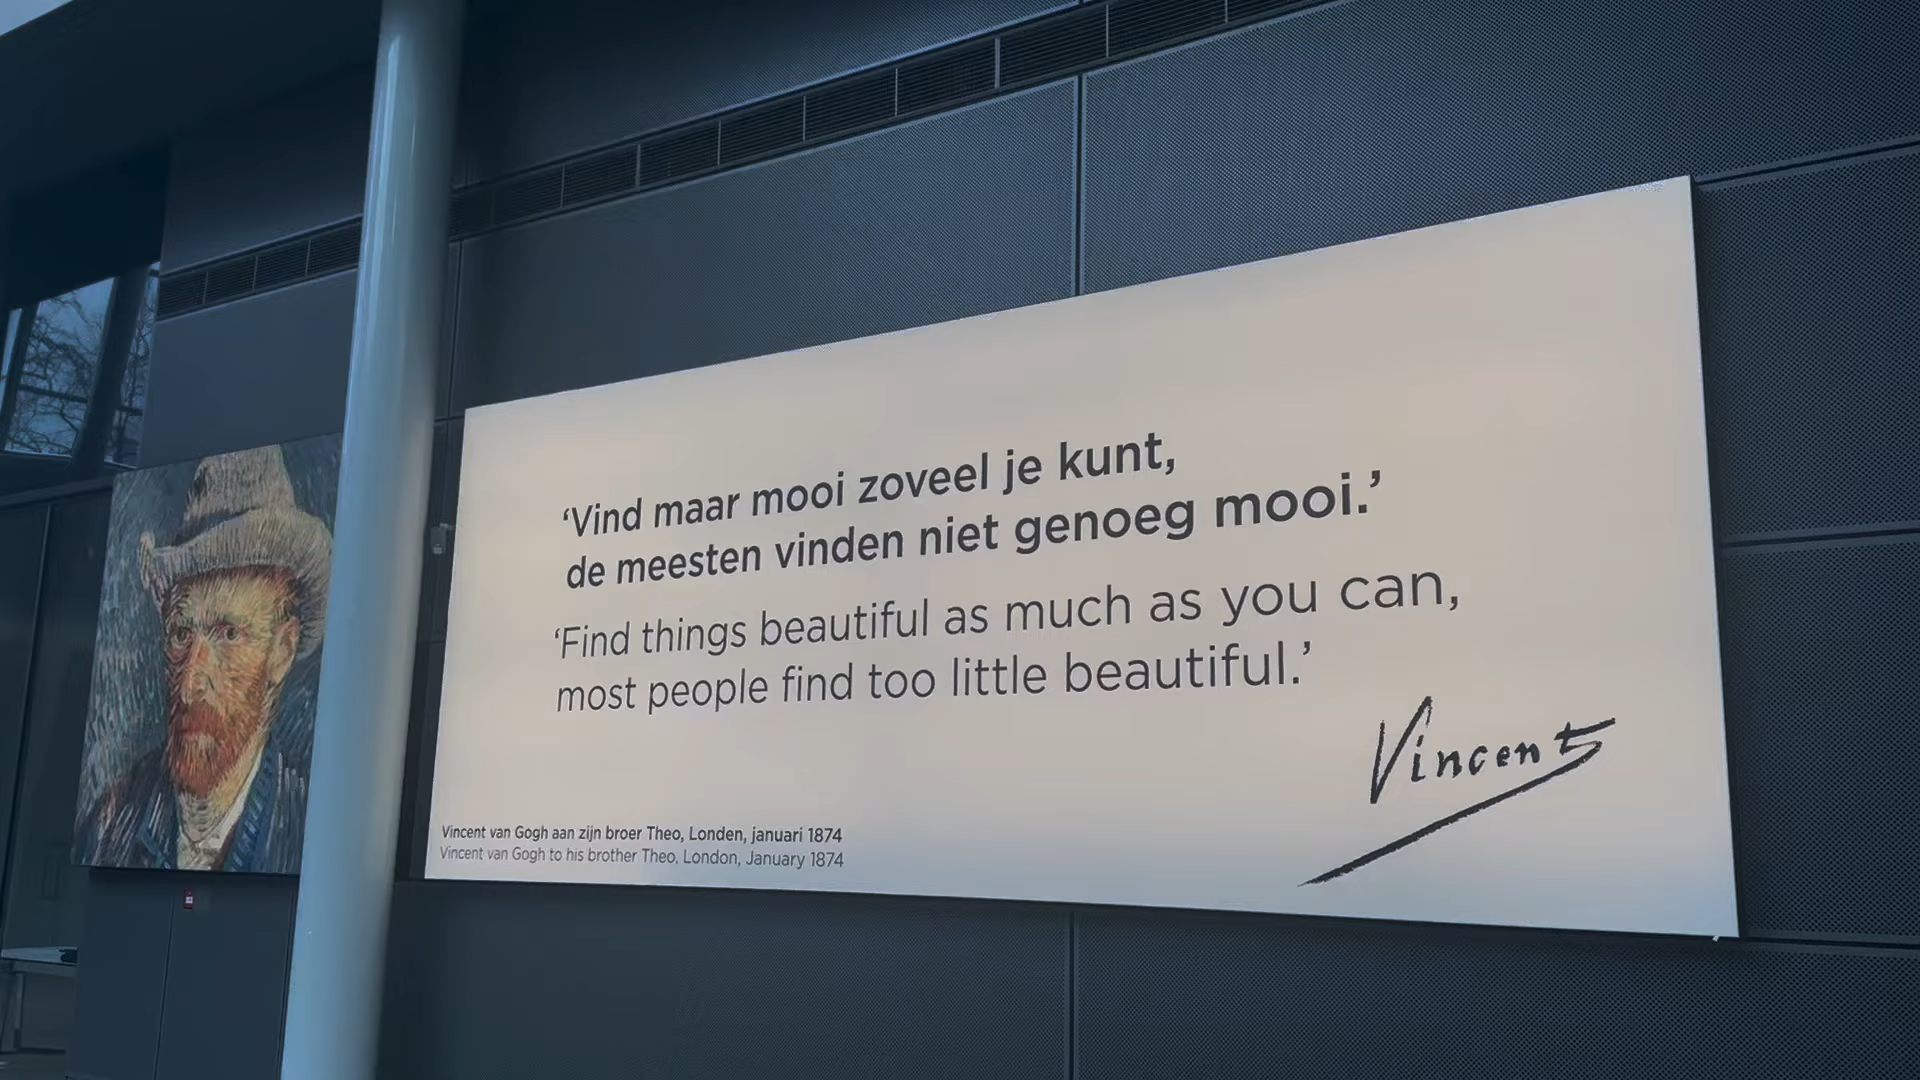 ‘Vind maar mooi zoveel je kunt,
de meesten vinden niet genoeg mooi.’
‘Find things beautiful as much as you can,
most people find too little beautiful.’
Vincent
Vincent van Gogh aan zijn broer Theo, Londen, januari 1874
Vincent van Gogh to his brother Theo, London, January 1874